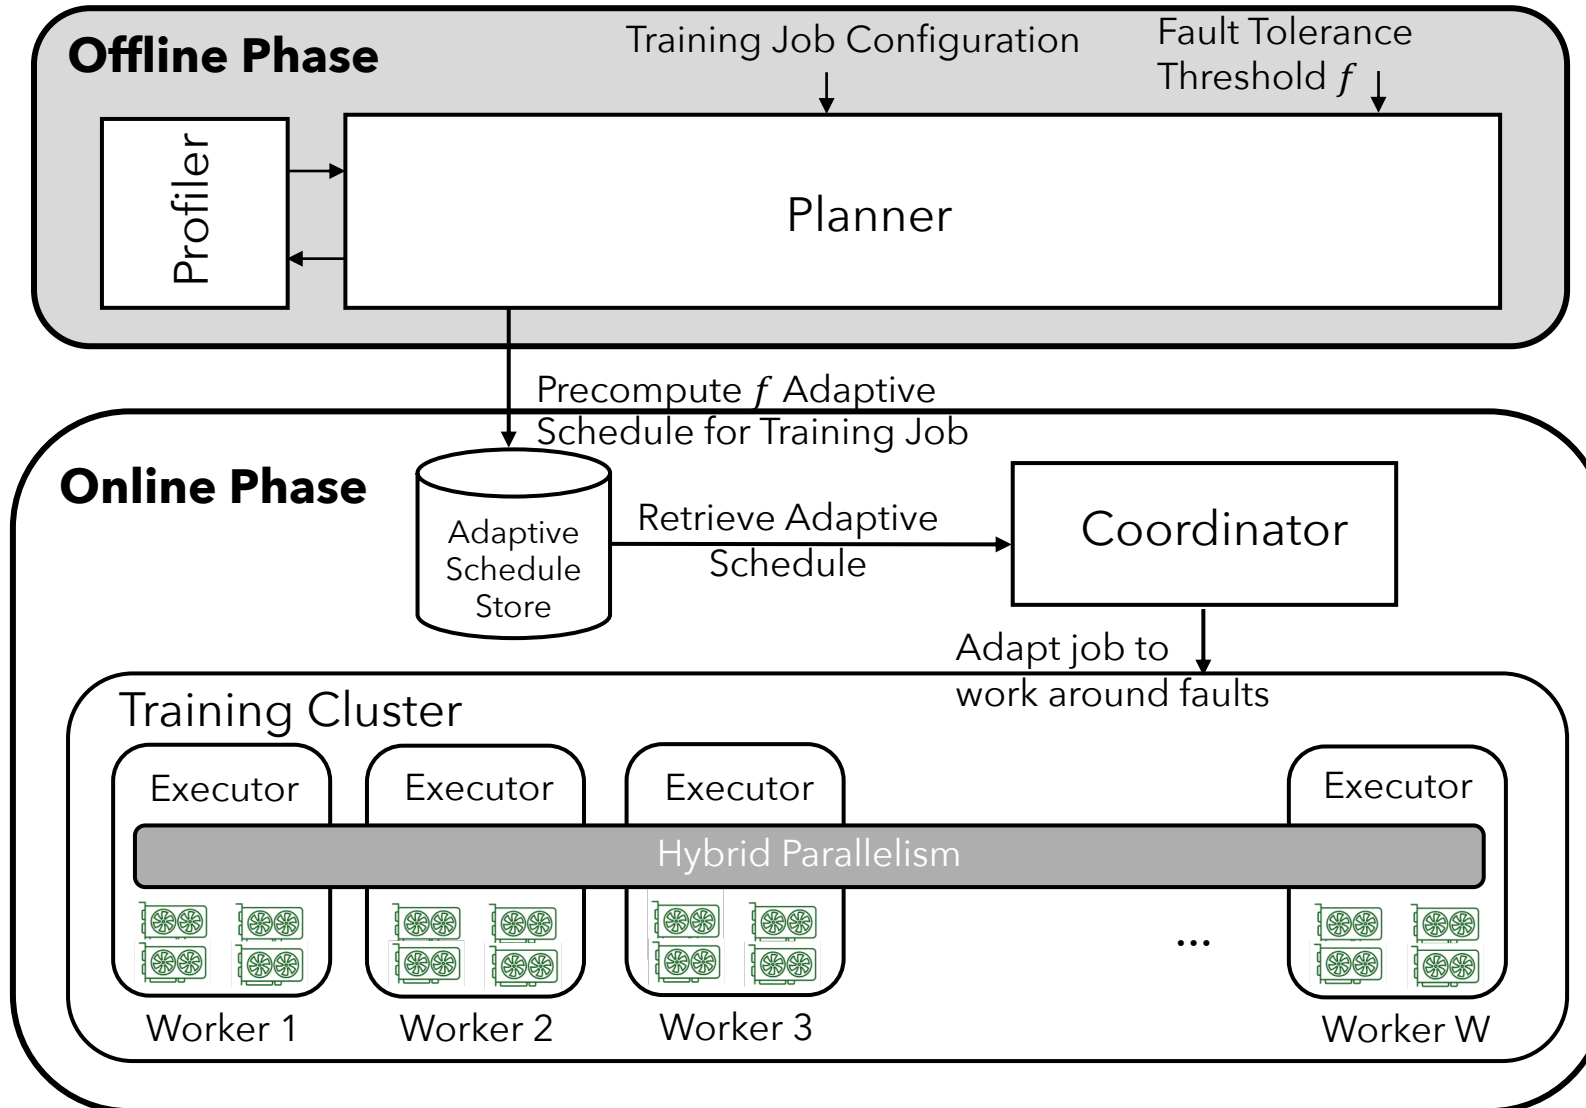 Offline Phase
Training Job Configuration
Fault Tolerance
Threshold f
Profiler
Planner
Precompute f Adaptive
Schedule for Training Job
Online Phase
Adaptive
Schedule
Store
Retrieve Adaptive
Schedule
Coordinator
Adapt job to
work around faults
Training Cluster
Executor
Executor
Executor
Executor
Hybrid Parallelism
...
Worker 1
Worker 2
Worker 3
Worker W